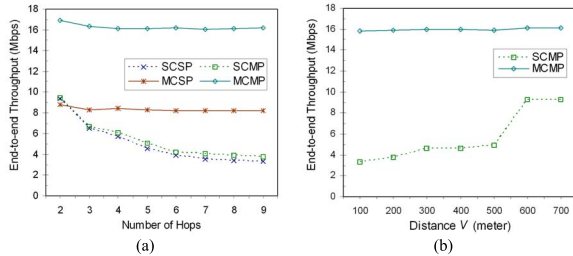 End-to-end Throughput (Mbps)
18
16
14
12
10
8
6
4
2
0
SCSP
SCMP
MCSP
MCMP
2 3 4 5 6 7 8 9
Number of Hops
(a)
End-to-end Throughput (Mbps)
18
16
14
12
10
8
6
4
2
0
SCMP
MCMP
100 200 300 400 500 600 700
Distance V (meter)
(b)